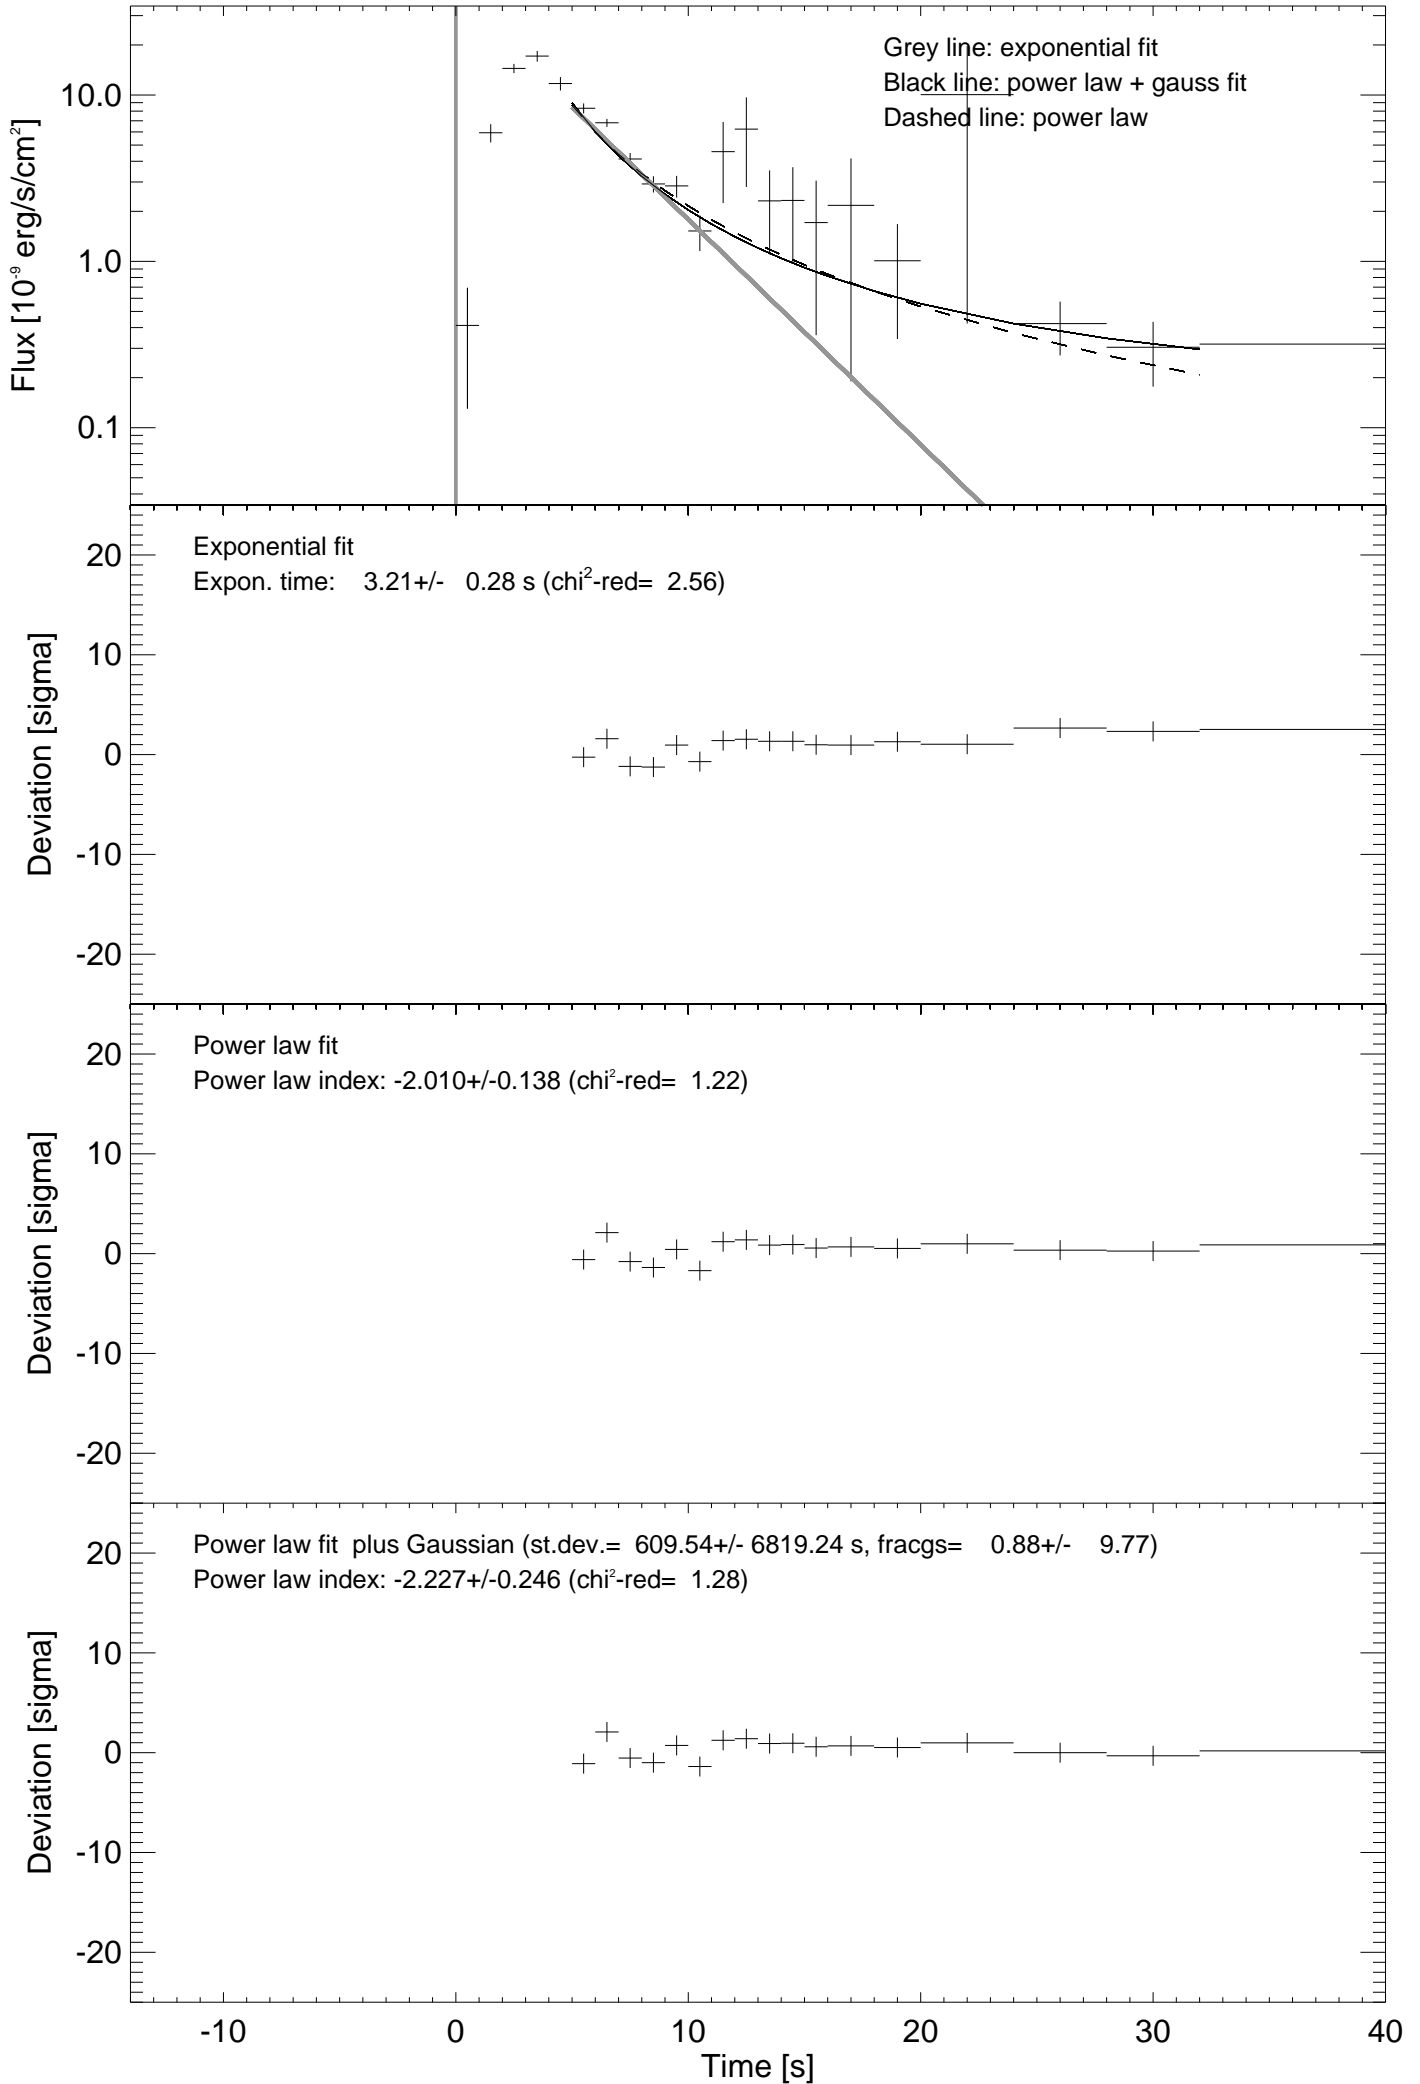 Grey line: exponential fit
Black line: power law + gauss fit
Dashed line: power law
10.0
1.0
0.1
Flux [10⁻⁹ erg/s/cm²]
Exponential fit
Expon. time: 3.21+/- 0.28 s (chi²-red= 2.56)
20
10
0
-10
-20
Deviation [sigma]
Power law fit
Power law index: -2.010+/-0.138 (chi²-red= 1.22)
20
10
0
-10
-20
Deviation [sigma]
Power law fit plus Gaussian (st.dev.= 609.54+/- 6819.24 s, fracgs= 0.88+/- 9.77)
Power law index: -2.227+/-0.246 (chi²-red= 1.28)
20
10
0
-10
-20
Deviation [sigma]
-10 0 10 20 30 40
Time [s]